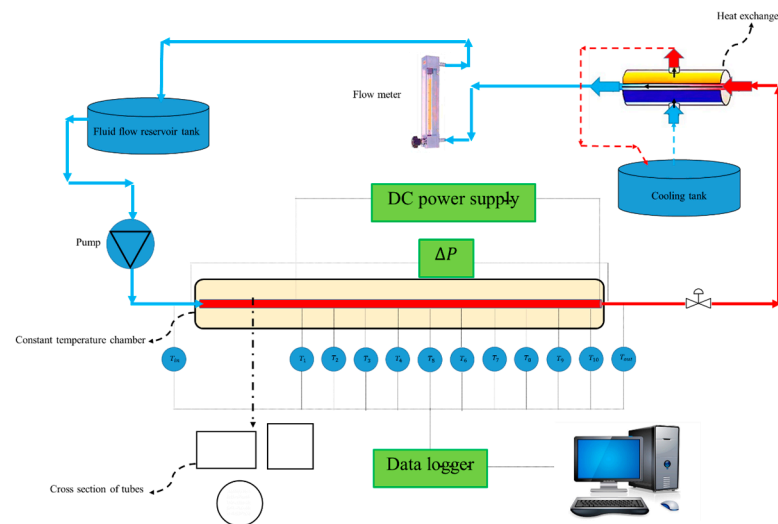 Heat exchange
Flow meter
Fluid flow reservoir tank
Cooling tank
DC power supply
Pump
ΔP
Constant temperature chamber
T_in T_1 T_2 T_3 T_4 T_5 T_6 T_7 T_8 T_9 T_10 T_out
Data logger
Cross section of tubes